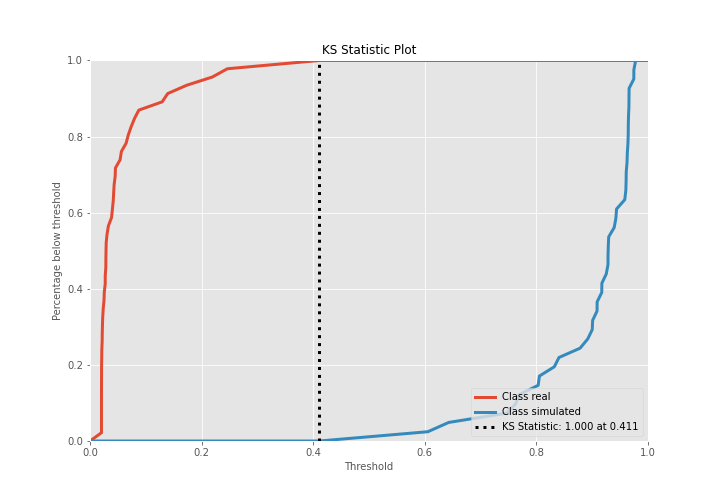 KS Statistic Plot
1.0
0.8
0.6
0.4
0.2
0.0
Percentage below threshold
Class real
Class simulated
KS Statistic: 1.000 at 0.411
0.0 0.2 0.4 0.6 0.8 1.0
Threshold